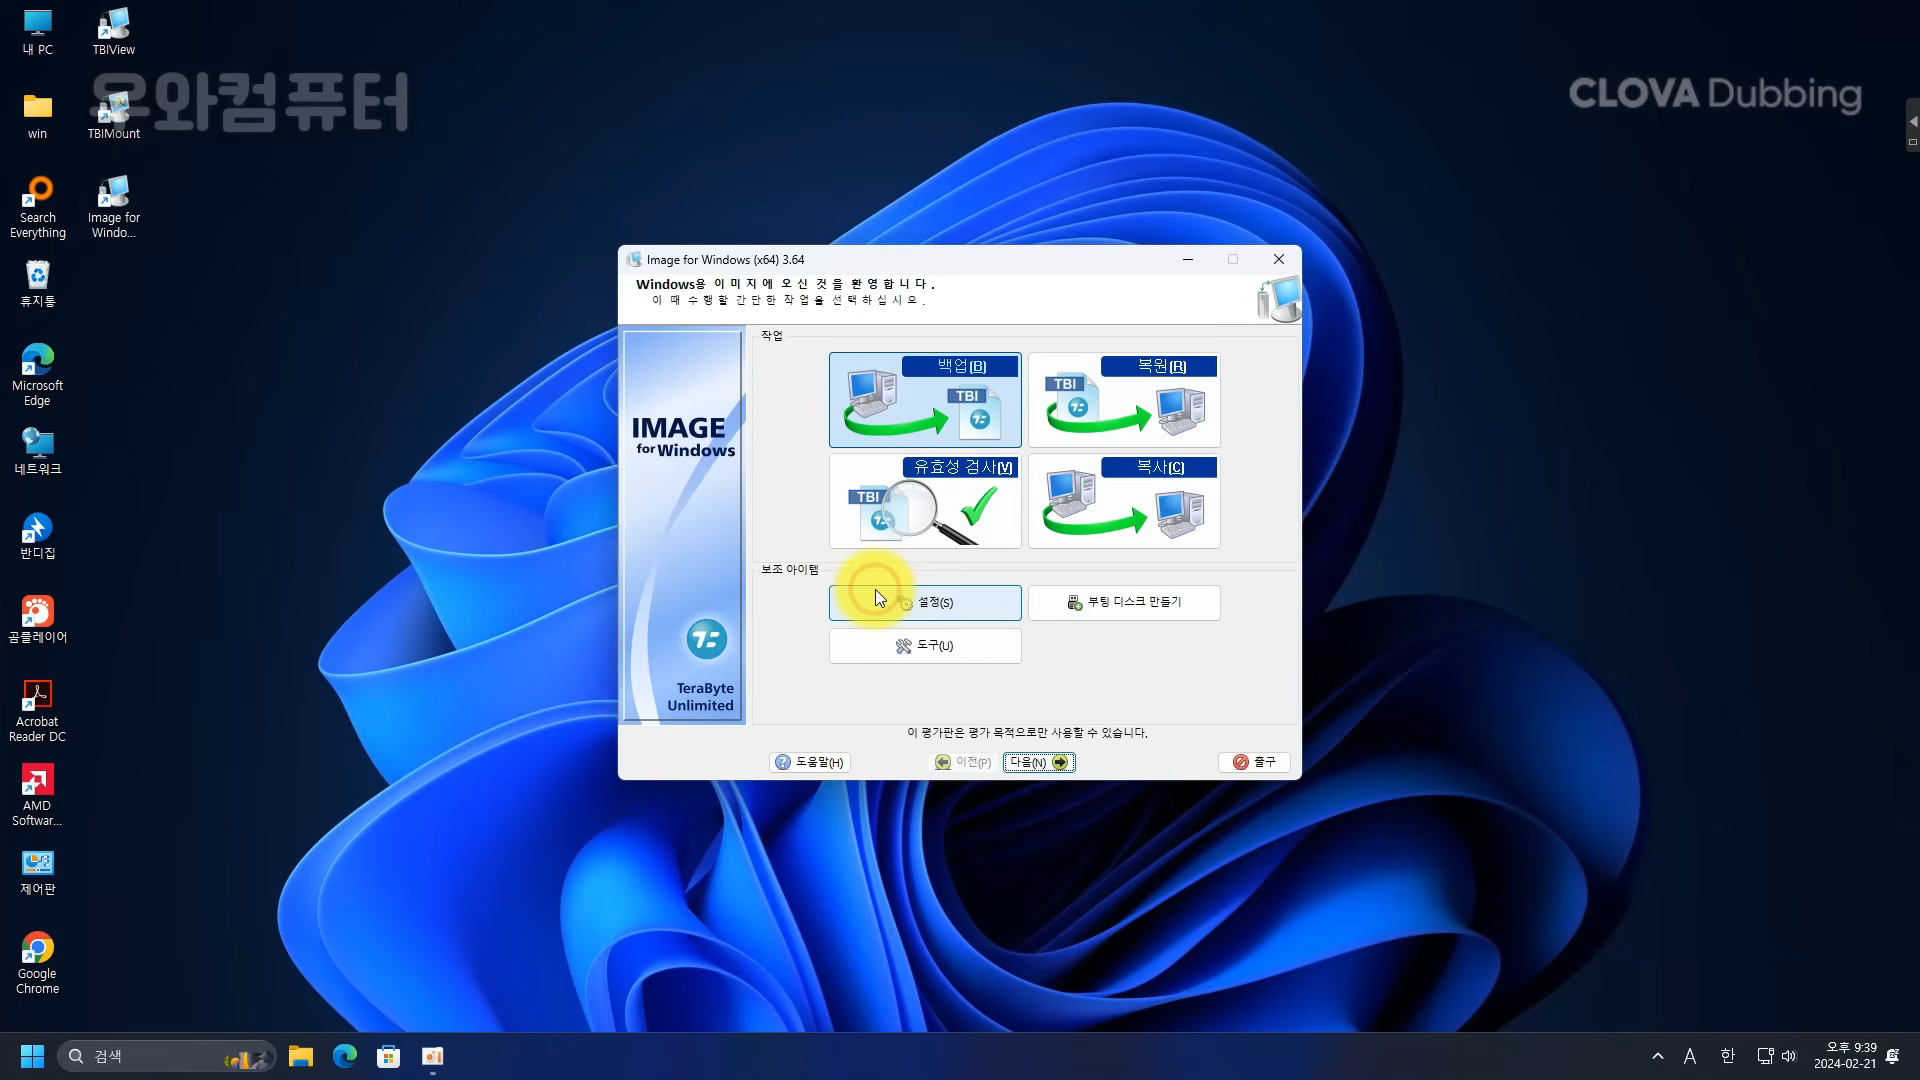 내 PC
TBIView
우와컴퓨터
CLOVA Dubbing
win
TBIMount
Search
Everything
Image for
Windo...
휴지통
Microsoft
Edge
네트워크
반디집
곰플레이어
Acrobat
Reader DC
AMD
Softwar...
제어판
Google
Chrome
Image for Windows (x64) 3.64
Windows용 이미지에 오신 것을 환영합니다.
이 때 수행할 간단한 작업을 선택하십시오.
IMAGE
for Windows
TeraByte
Unlimited
작업
백업(B)
TBI
복원(R)
TBI
유효성 검사(V)
TBI
복사(C)
보조 아이템
설정(S)
부팅 디스크 만들기
도구(U)
이 평가판은 평가 목적으로만 사용할 수 있습니다.
도움말(H)
이전(P)
다음(N)
출구
검색
A
한
오후 9:39
2024-02-21